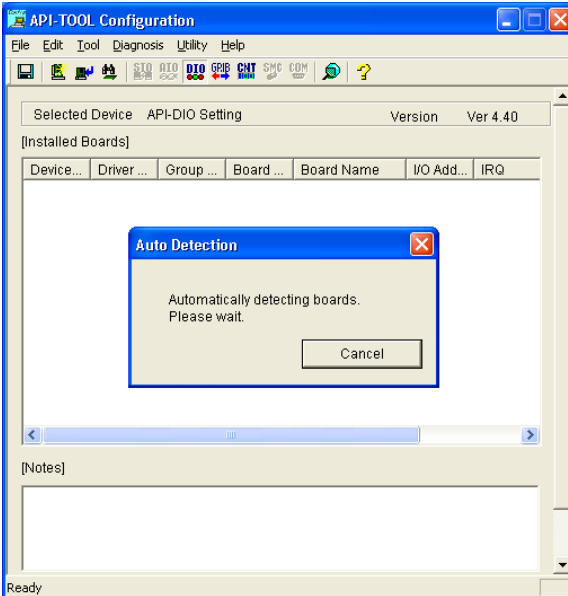 API-TOOL Configuration
File Edit Tool Diagnosis Utility Help
SIO AIO DIO GPIB CNT SMC COM
Selected Device API-DIO Setting Version Ver 4.40
[Installed Boards]
Device... Driver ... Group ... Board ... Board Name I/O Add... IRQ
Auto Detection
Automatically detecting boards.
Please wait.
Cancel
[Notes]
Ready